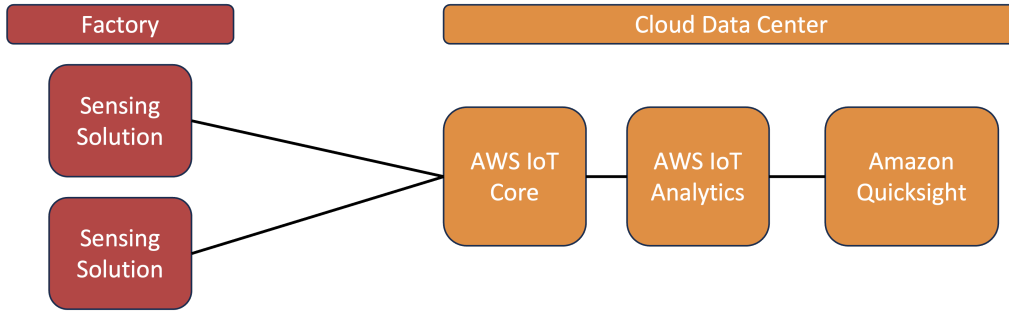 Factory
Cloud Data Center
Sensing
Solution
Sensing
Solution
AWS IoT
Core
AWS IoT
Analytics
Amazon
Quicksight